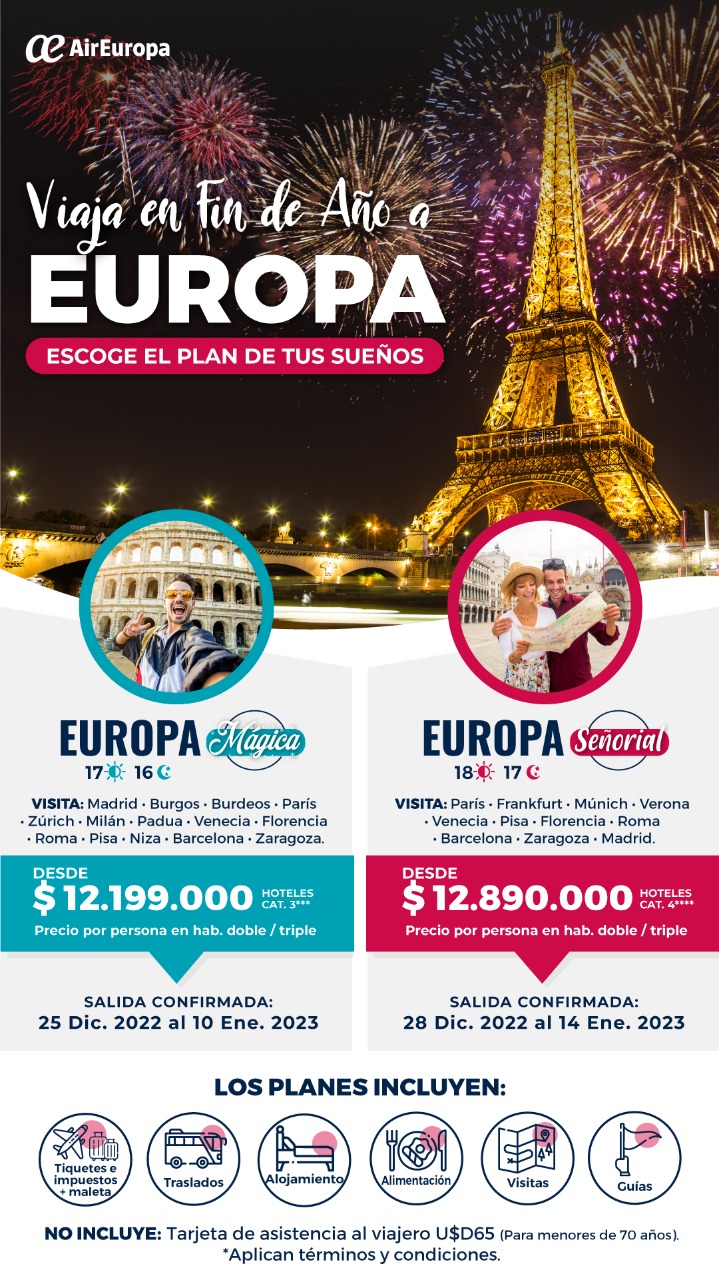 AirEuropa
Viaja en Fin de Año a
EUROPA
ESCOGE EL PLAN DE TUS SUEÑOS
EUROPA Mágica
17 16
VISITA: Madrid • Burgos • Burdeos • París
• Zúrich • Milán • Padua • Venecia • Florencia
• Roma • Pisa • Niza • Barcelona • Zaragoza.
DESDE
$ 12.199.000 HOTELES
CAT. 3***
Precio por persona en hab. doble / triple
SALIDA CONFIRMADA:
25 Dic. 2022 al 10 Ene. 2023
EUROPA Señorial
18 17
VISITA: París • Frankfurt • Múnich • Verona
• Venecia • Pisa • Florencia • Roma
• Barcelona • Zaragoza • Madrid.
DESDE
$ 12.890.000 HOTELES
CAT. 4****
Precio por persona en hab. doble / triple
SALIDA CONFIRMADA:
28 Dic. 2022 al 14 Ene. 2023
LOS PLANES INCLUYEN:
Tiquetes e
impuestos
+ maleta
Traslados
Alojamiento
Alimentación
Visitas
Guías
NO INCLUYE: Tarjeta de asistencia al viajero U$D65 (Para menores de 70 años).
*Aplican términos y condiciones.